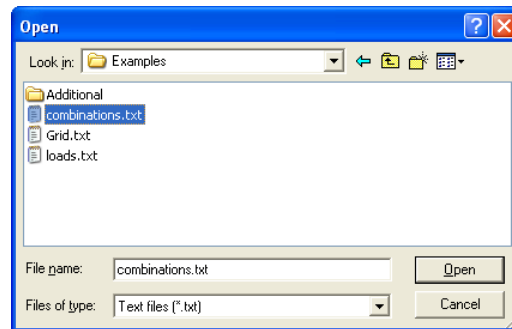 Open
Look in: Examples
Additional
combinations.txt
Grid.txt
loads.txt
File name: combinations.txt Open
Files of type: Text files (*.txt) Cancel